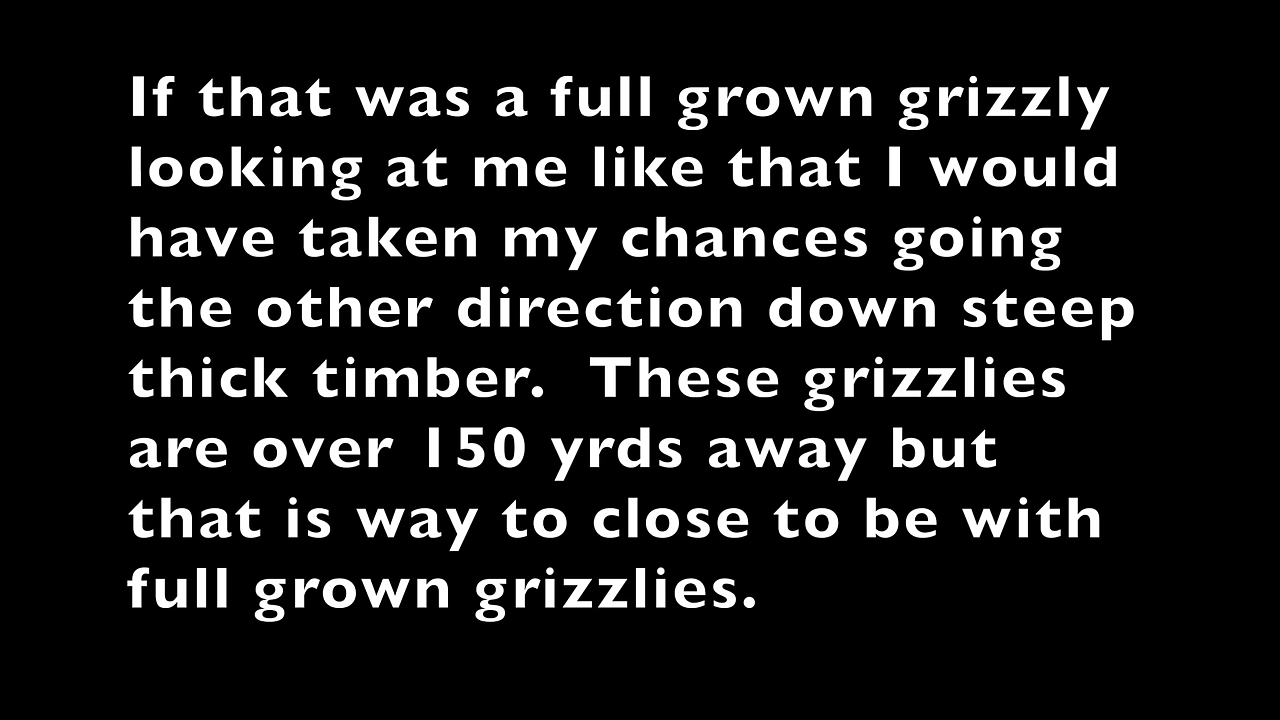 If that was a full grown grizzly
looking at me like that I would
have taken my chances going
the other direction down steep
thick timber.  These grizzlies
are over 150 yrds away but
that is way to close to be with
full grown grizzlies.